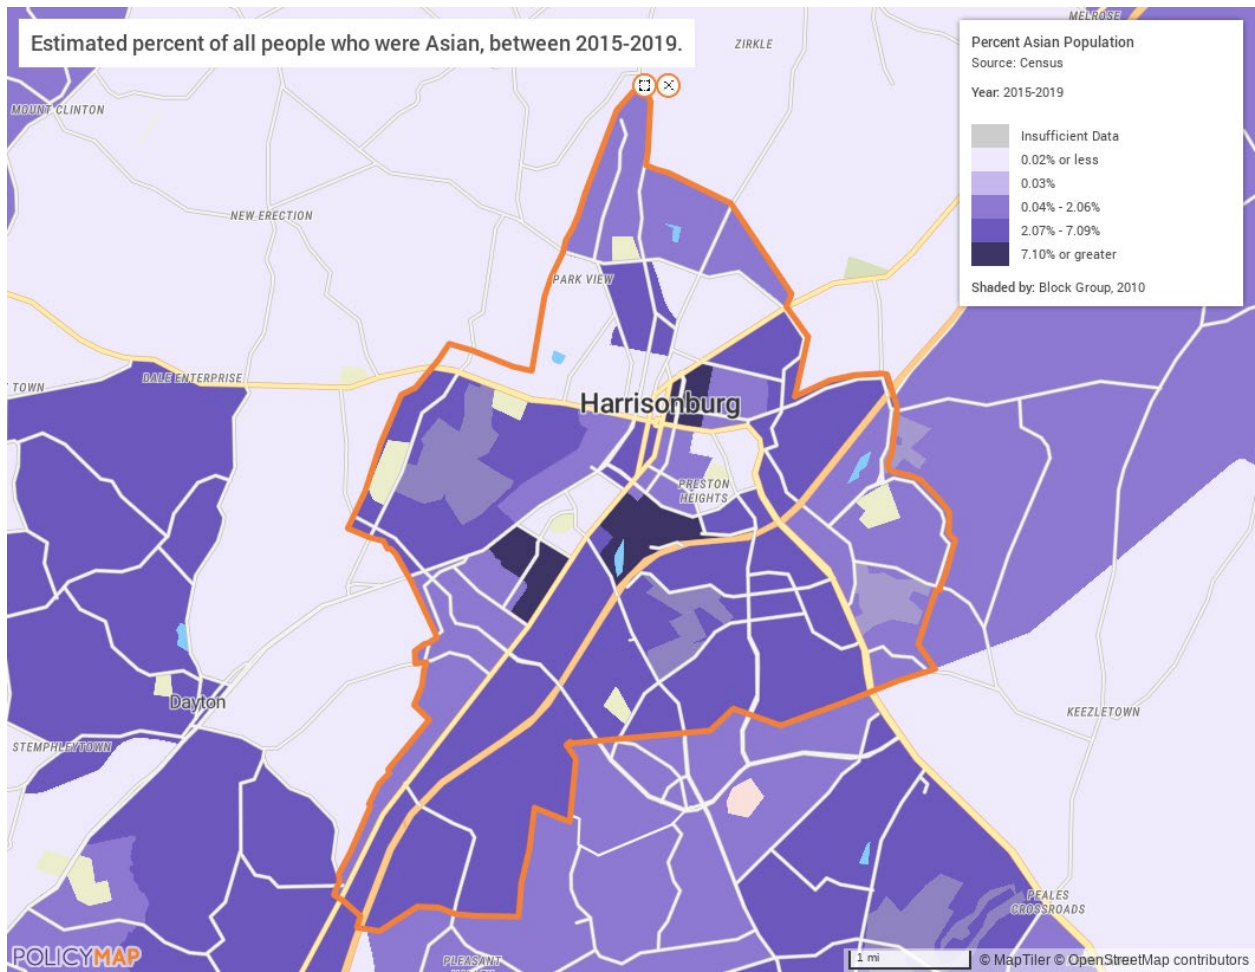 Estimated percent of all people who were Asian, between 2015-2019.
MELROSE
ZIRKLE
Percent Asian Population
Source: Census
Year: 2015-2019
Insufficient Data
0.02% or less
0.03%
0.04% - 2.06%
2.07% - 7.09%
7.10% or greater
Shaded by: Block Group, 2010
MOUNT CLINTON
NEW ERECTION
PARK VIEW
DALE ENTERPRISE
TOWN
Harrisonburg
PRESTON
HEIGHTS
Dayton
KEEZLETOWN
STEMPHLEYTOWN
PEALES
CROSSROADS
PLEASANT
POLICYMAP
1 mi
© MapTiler © OpenStreetMap contributors